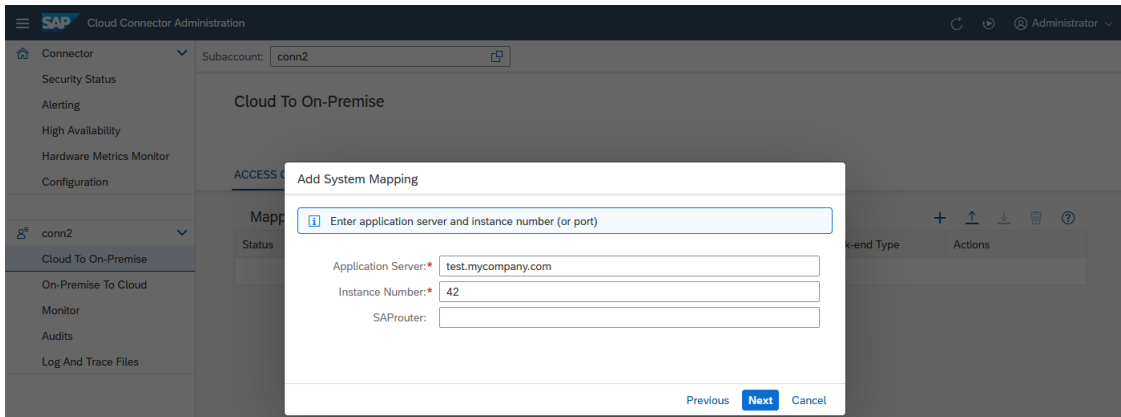 SAP Cloud Connector Administration
Administrator
Connector
Security Status
Alerting
High Availability
Hardware Metrics Monitor
Configuration
conn2
Cloud To On-Premise
On-Premise To Cloud
Monitor
Audits
Log And Trace Files
Subaccount: conn2
Cloud To On-Premise
ACCESS
Mapp
Status
k-end Type
Actions
Add System Mapping
Enter application server and instance number (or port)
Application Server:* test.mycompany.com
Instance Number:* 42
SAProuter:
Previous Next Cancel